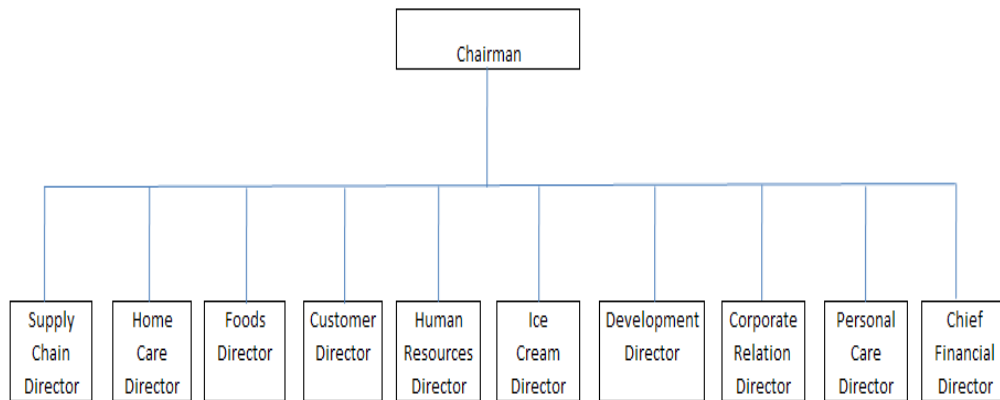 Chairman
Supply
Chain
Director
Home
Care
Director
Foods
Director
Customer
Director
Human
Resources
Director
Ice
Cream
Director
Development
Director
Corporate
Relation
Director
Personal
Care
Director
Chief
Financial
Director